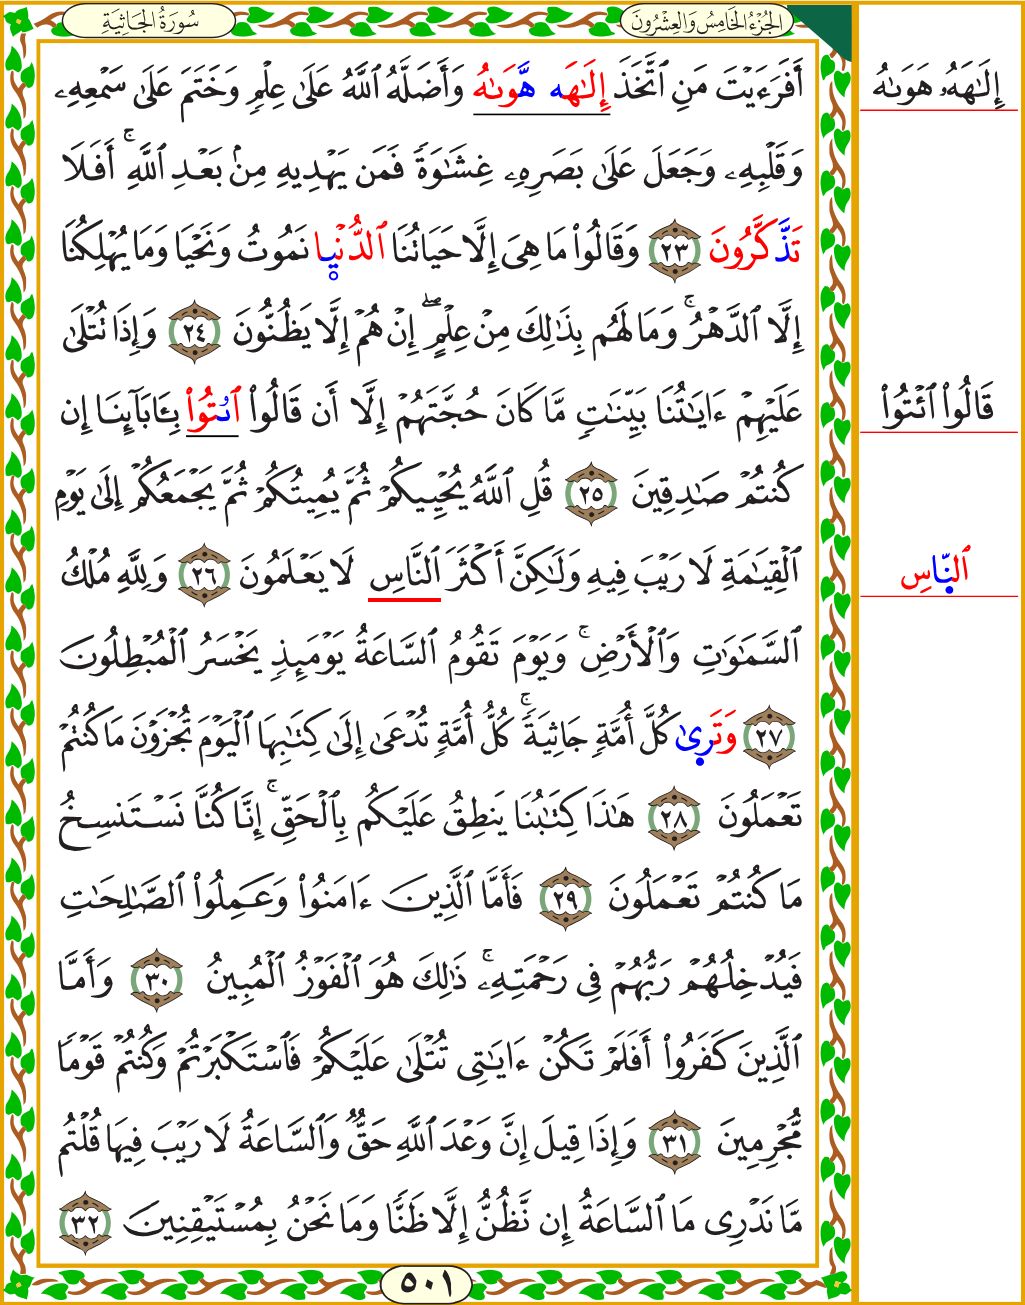 سُورَةُ الجَاثِيَةِ
الجُزْءُ الخَامِسُ وَالعِشْرُونَ
أَفَرَءَيْتَ مَنِ ٱتَّخَذَ إِلَٰهَه هَّوَىٰهُ وَأَضَلَّهُ ٱللَّهُ عَلَىٰ عِلْمٍ وَخَتَمَ عَلَىٰ سَمْعِهِۦ
وَقَلْبِهِۦ وَجَعَلَ عَلَىٰ بَصَرِهِۦ غِشَٰوَةً فَمَن يَهْدِيهِ مِنۢ بَعْدِ ٱللَّهِۚ أَفَلَا
تَذَّكَّرُونَ ٢٣ وَقَالُوا۟ مَا هِىَ إِلَّا حَيَاتُنَا ٱلدُّنْيِا نَمُوتُ وَنَحْيَا وَمَا يُهْلِكُنَا
إِلَّا ٱلدَّهْرُۚ وَمَا لَهُم بِذَٰلِكَ مِنْ عِلْمٍۖ إِنْ هُمْ إِلَّا يَظُنُّونَ ٢٤ وَإِذَا تُتْلَىٰ
عَلَيْهِمْ ءَايَٰتُنَا بَيِّنَٰتٍ مَّا كَانَ حُجَّتَهُمْ إِلَّا أَن قَالُوا۟ ٱئْتُوا۟ بِـَٔابَآئِنَا إِن
كُنتُمْ صَٰدِقِينَ ٢٥ قُلِ ٱللَّهُ يُحْيِيكُمْ ثُمَّ يُمِيتُكُمْ ثُمَّ يَجْمَعُكُمْ إِلَىٰ يَوْمِ
ٱلْقِيَٰمَةِ لَا رَيْبَ فِيهِ وَلَٰكِنَّ أَكْثَرَ ٱلنَّاسِ لَا يَعْلَمُونَ ٢٦ وَلِلَّهِ مُلْكُ
ٱلسَّمَٰوَٰتِ وَٱلْأَرْضِۚ وَيَوْمَ تَقُومُ ٱلسَّاعَةُ يَوْمَئِذٍ يَخْسَرُ ٱلْمُبْطِلُونَ
٢٧ وَتَرِىٰ كُلَّ أُمَّةٍ جَاثِيَةًۚ كُلُّ أُمَّةٍ تُدْعَىٰ إِلَىٰ كِتَٰبِهَا ٱلْيَوْمَ تُجْزَوْنَ مَا كُنتُمْ
تَعْمَلُونَ ٢٨ هَٰذَا كِتَٰبُنَا يَنطِقُ عَلَيْكُم بِٱلْحَقِّۚ إِنَّا كُنَّا نَسْتَنسِخُ
مَا كُنتُمْ تَعْمَلُونَ ٢٩ فَأَمَّا ٱلَّذِينَ ءَامَنُوا۟ وَعَمِلُوا۟ ٱلصَّٰلِحَٰتِ
فَيُدْخِلُهُمْ رَبُّهُمْ فِى رَحْمَتِهِۦۚ ذَٰلِكَ هُوَ ٱلْفَوْزُ ٱلْمُبِينُ ٣٠ وَأَمَّا
ٱلَّذِينَ كَفَرُوا۟ أَفَلَمْ تَكُنْ ءَايَٰتِى تُتْلَىٰ عَلَيْكُمْ فَٱسْتَكْبَرْتُمْ وَكُنتُمْ قَوْمًا
مُّجْرِمِينَ ٣١ وَإِذَا قِيلَ إِنَّ وَعْدَ ٱللَّهِ حَقٌّ وَٱلسَّاعَةُ لَا رَيْبَ فِيهَا قُلْتُم
مَّا نَدْرِى مَا ٱلسَّاعَةُ إِن نَّظُنُّ إِلَّا ظَنًّا وَمَا نَحْنُ بِمُسْتَيْقِنِينَ ٣٢
٥٠١
إِلَٰهَهُۥ هَوَىٰهُ
قَالُوا۟ ٱئْتُوا۟
ٱلنَّاسِ